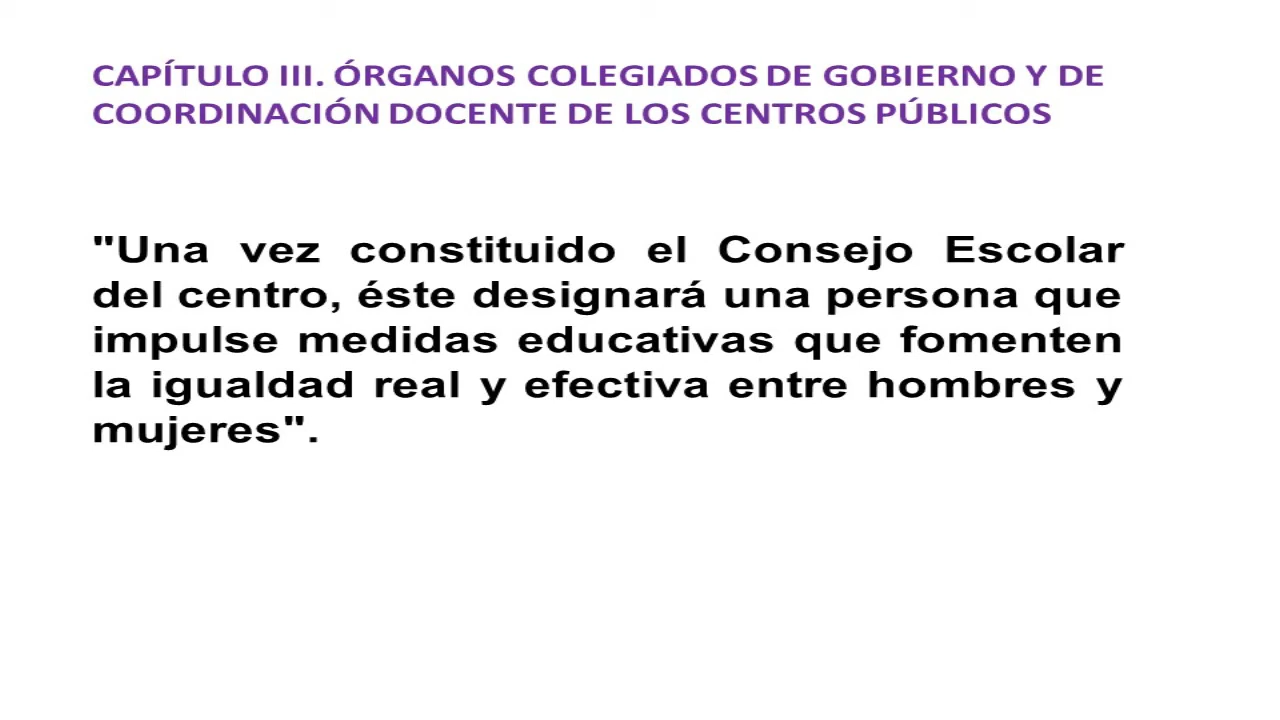 CAPÍTULO III. ÓRGANOS COLEGIADOS DE GOBIERNO Y DE
COORDINACIÓN DOCENTE DE LOS CENTROS PÚBLICOS
"Una vez constituido el Consejo Escolar
del centro, éste designará una persona que
impulse medidas educativas que fomenten
la igualdad real y efectiva entre hombres y
mujeres".